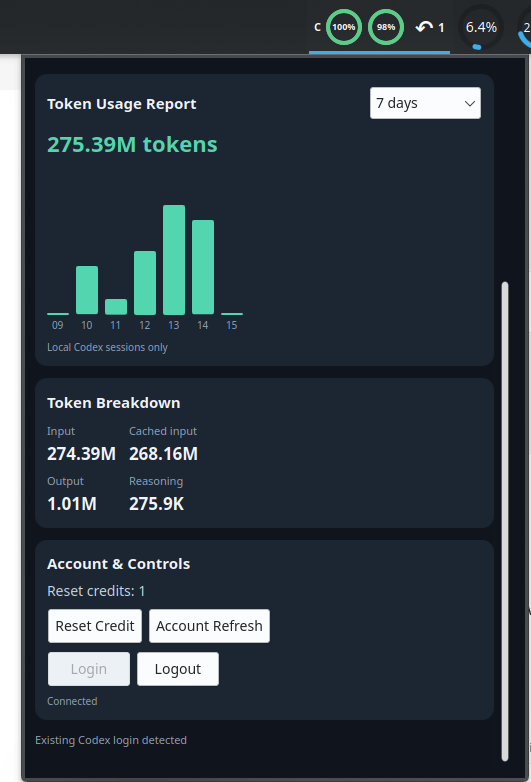 C 100% 98% 1 6.4% 2
Token Usage Report 7 days
275.39M tokens
09 10 11 12 13 14 15
Local Codex sessions only
Token Breakdown
Input Cached input
274.39M 268.16M
Output Reasoning
1.01M 275.9K
Account & Controls
Reset credits: 1
Reset Credit Account Refresh
Login Logout
Connected
Existing Codex login detected